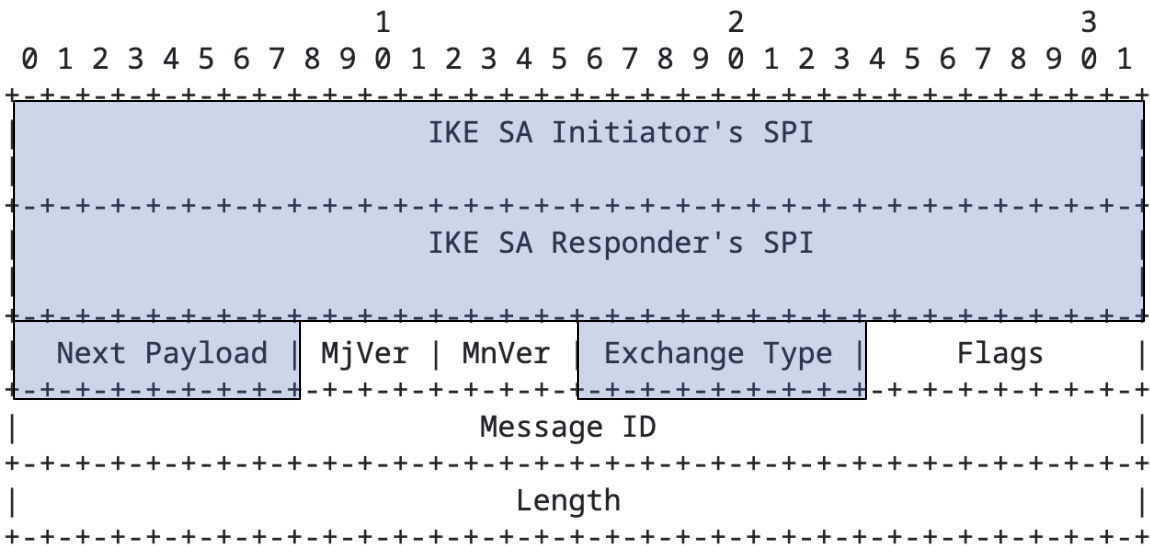 1 2 3
0 1 2 3 4 5 6 7 8 9 0 1 2 3 4 5 6 7 8 9 0 1 2 3 4 5 6 7 8 9 0 1
+-+-+-+-+-+-+-+-+-+-+-+-+-+-+-+-+-+-+-+-+-+-+-+-+-+-+-+-+-+-+-+-+
| IKE SA Initiator's SPI |
| |
+-+-+-+-+-+-+-+-+-+-+-+-+-+-+-+-+-+-+-+-+-+-+-+-+-+-+-+-+-+-+-+-+
| IKE SA Responder's SPI |
| |
+-+-+-+-+-+-+-+-+-+-+-+-+-+-+-+-+-+-+-+-+-+-+-+-+-+-+-+-+-+-+-+-+
| Next Payload | MjVer | MnVer | Exchange Type | Flags |
+-+-+-+-+-+-+-+-+-+-+-+-+-+-+-+-+-+-+-+-+-+-+-+-+-+-+-+-+-+-+-+-+
| Message ID |
+-+-+-+-+-+-+-+-+-+-+-+-+-+-+-+-+-+-+-+-+-+-+-+-+-+-+-+-+-+-+-+-+
| Length |
+-+-+-+-+-+-+-+-+-+-+-+-+-+-+-+-+-+-+-+-+-+-+-+-+-+-+-+-+-+-+-+-+